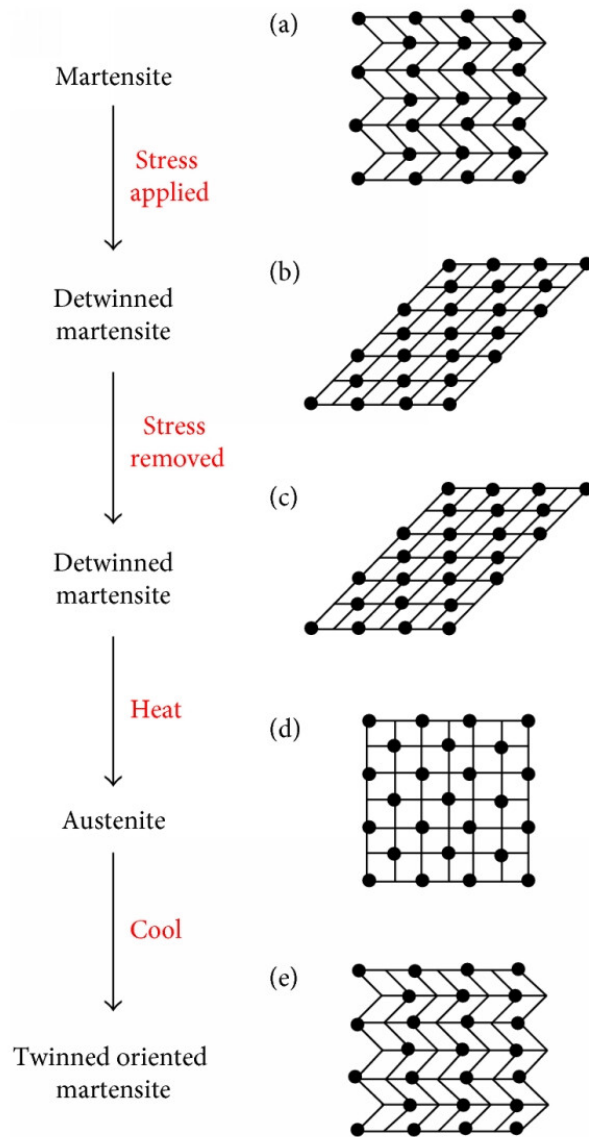 (a)
Martensite
Stress
applied
(b)
Detwinned
martensite
Stress
removed
(c)
Detwinned
martensite
Heat
(d)
Austenite
Cool
(e)
Twinned oriented
martensite